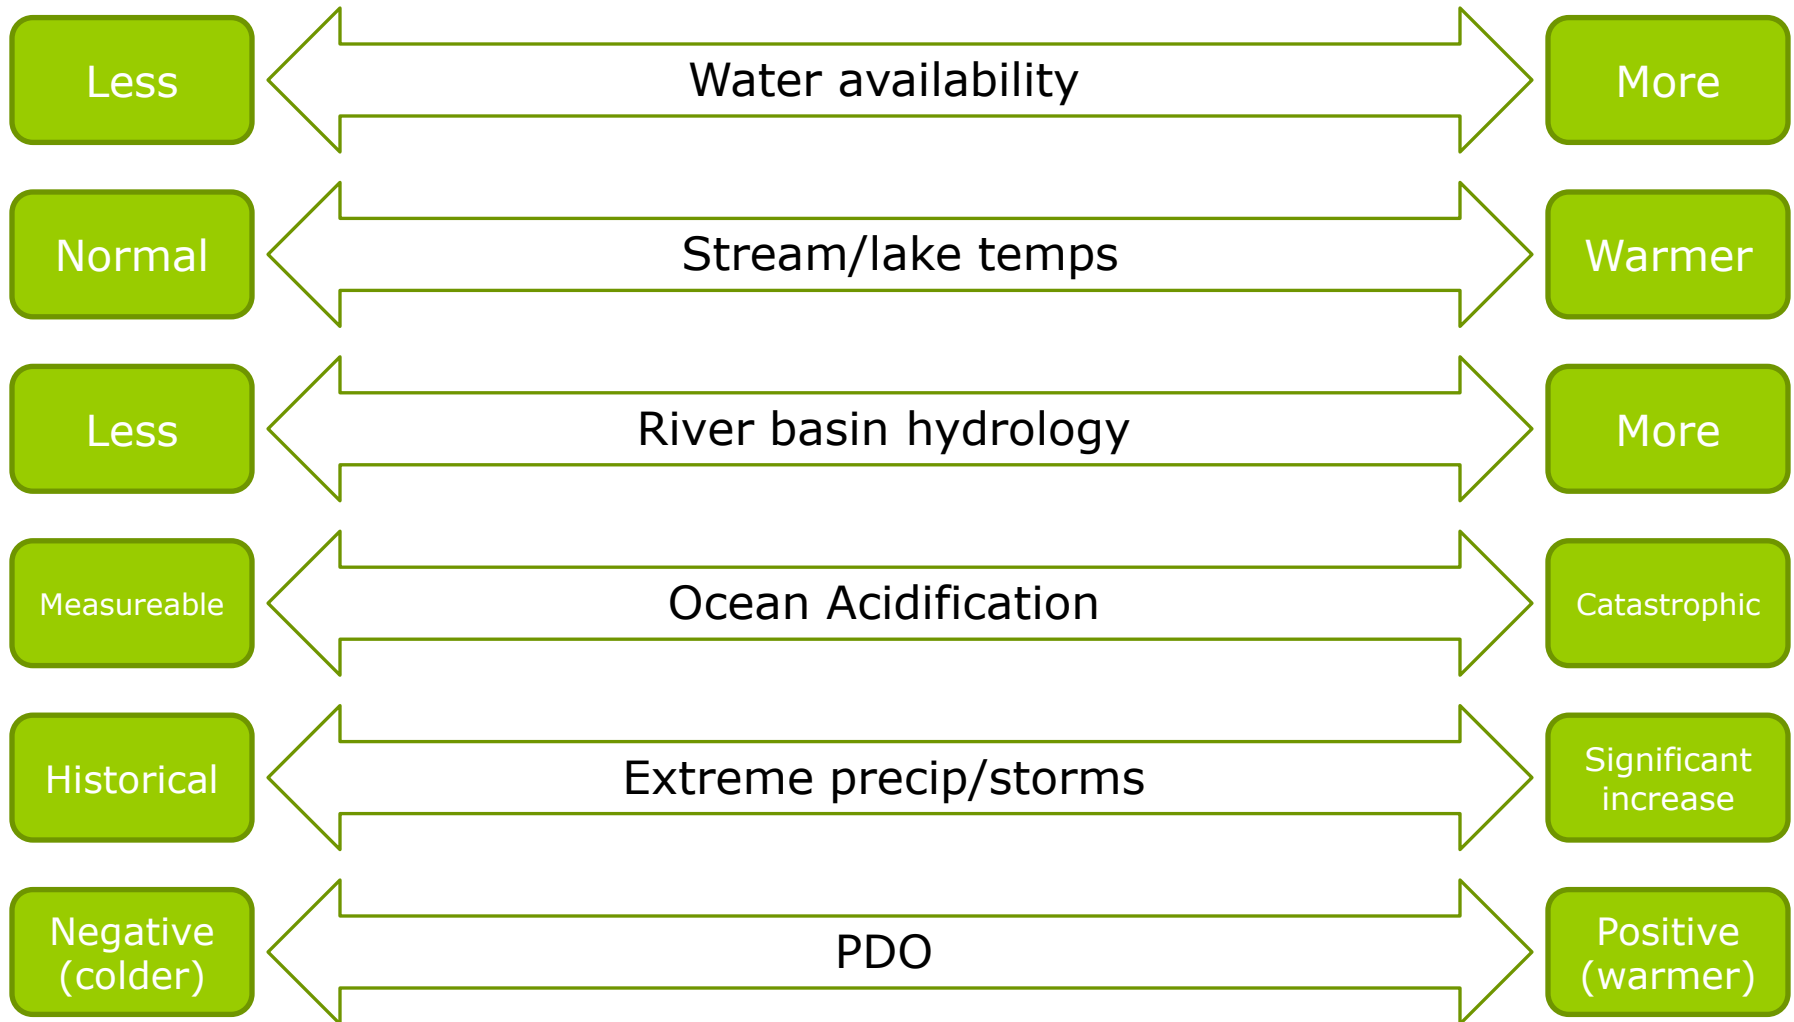 Less
Water availability
More
Normal
Stream/lake temps
Warmer
Less
River basin hydrology
More
Measureable
Ocean Acidification
Catastrophic
Historical
Extreme precip/storms
Significant
increase
Negative
(colder)
PDO
Positive
(warmer)